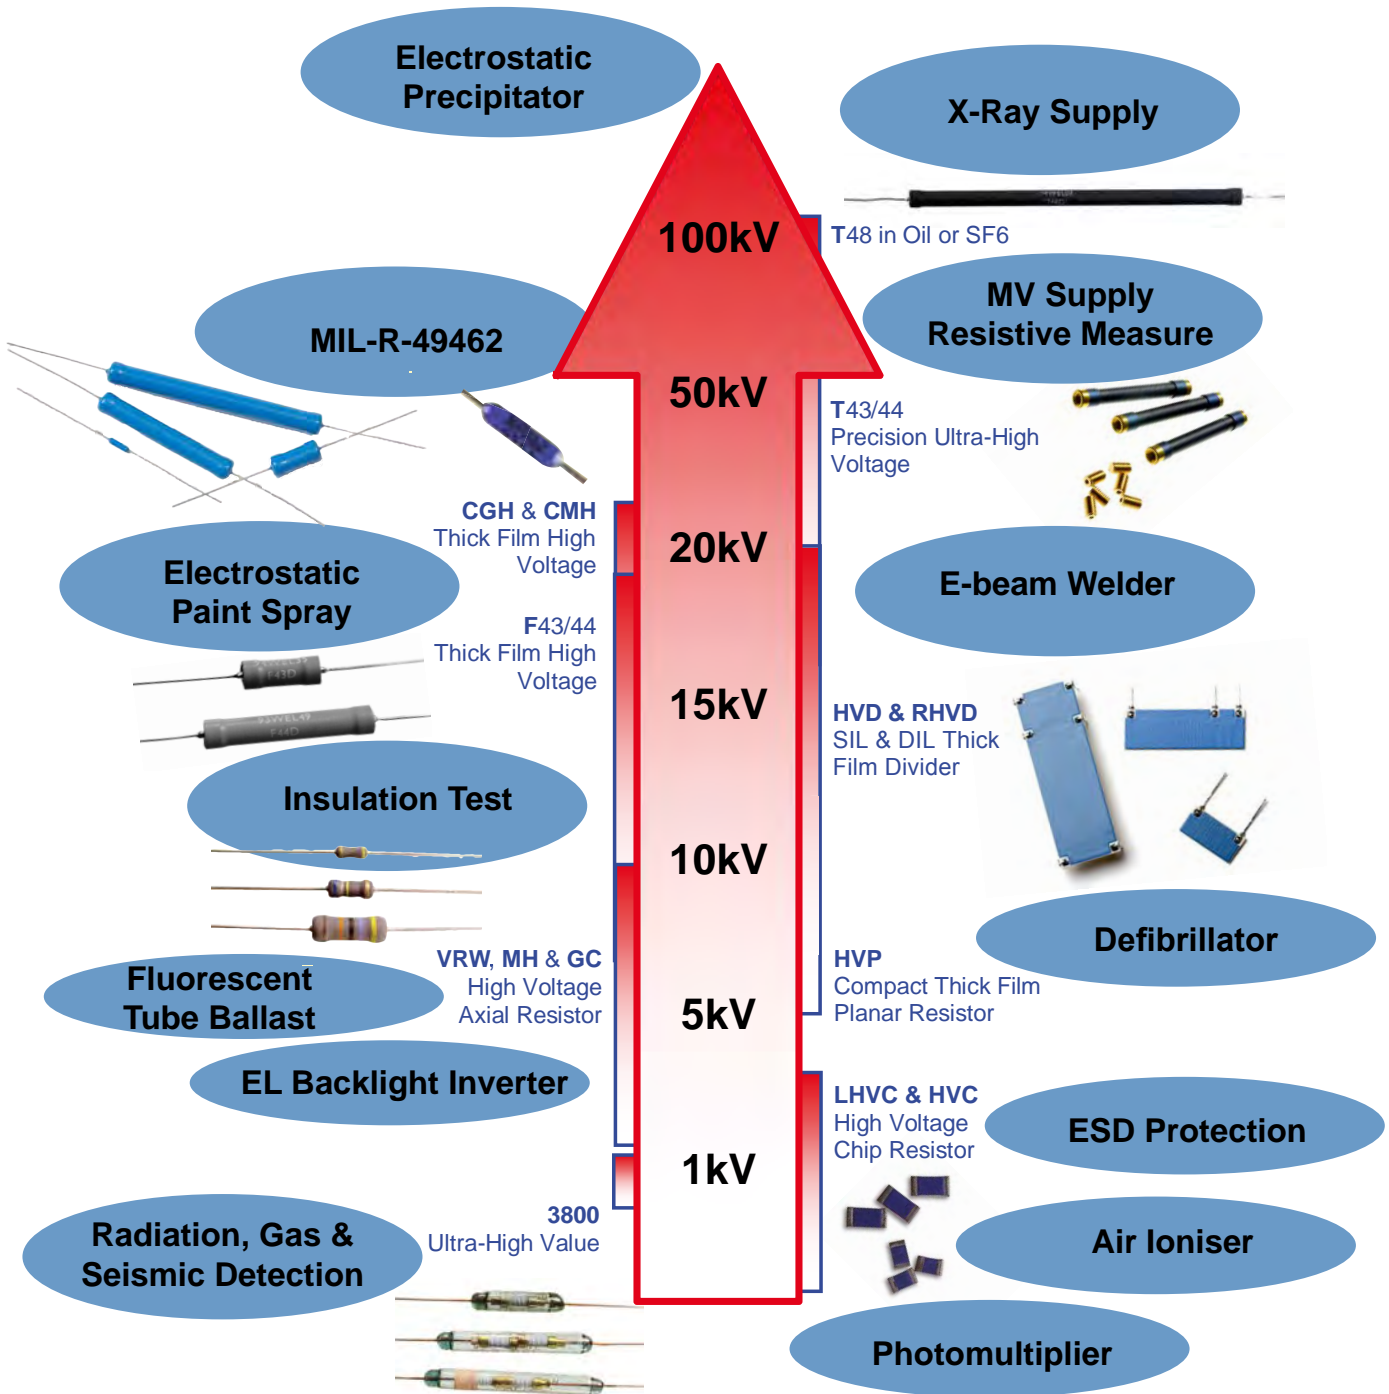 Electrostatic
Precipitator
X-Ray Supply
100kV
T48 in Oil or SF6
MV Supply
Resistive Measure
MIL-R-49462
50kV
T43/44
Precision Ultra-High
Voltage
CGH & CMH
Thick Film High
Voltage
20kV
Electrostatic
Paint Spray
E-beam Welder
F43/44
Thick Film High
Voltage
F43D
F44D
15kV
HVD & RHVD
SIL & DIL Thick
Film Divider
Insulation Test
10kV
Defibrillator
VRW, MH & GC
High Voltage
Axial Resistor
HVP
Compact Thick Film
Planar Resistor
Fluorescent
Tube Ballast
5kV
EL Backlight Inverter
LHVC & HVC
High Voltage
Chip Resistor
ESD Protection
1kV
3800
Ultra-High Value
Radiation, Gas &
Seismic Detection
Air Ioniser
Photomultiplier